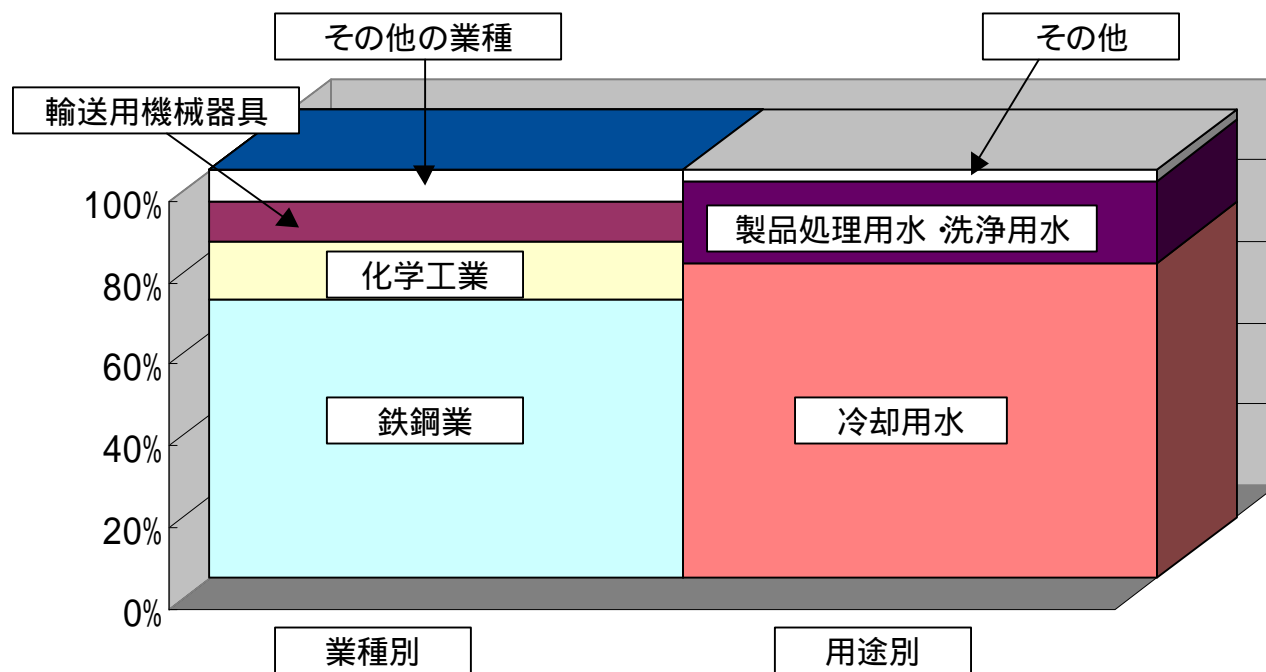 その他の業種
その他
輸送用機械器具
100%
製品処理用水・洗浄用水
化学工業
80%
60%
鉄鋼業
冷却用水
40%
20%
0%
業種別
用途別